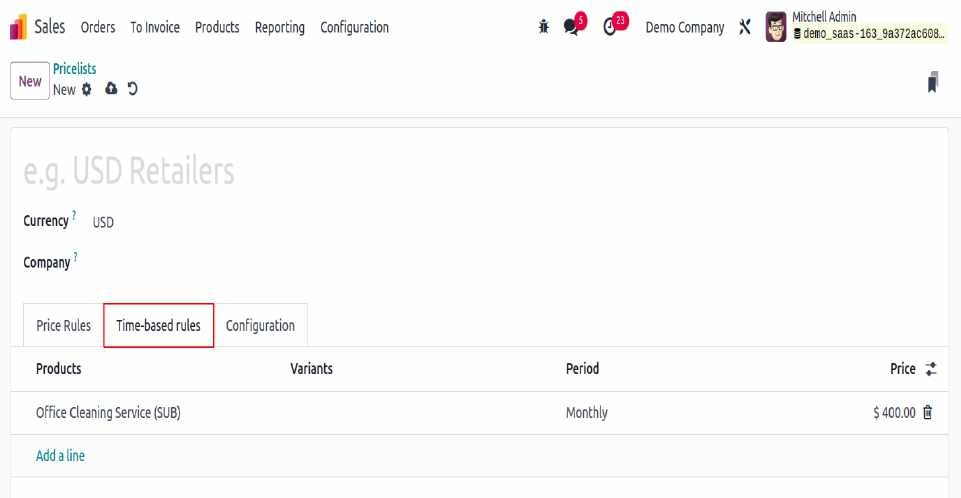 Sales Orders To Invoice Products Reporting Configuration 5 23 Demo Company Mitchell Admin
demo_saas-163_9a372ac608...
New Pricelists
New
e.g. USD Retailers
Currency ? USD
Company ?
Price Rules Time-based rules Configuration
Products Variants Period Price
Office Cleaning Service (SUB) Monthly $ 400.00
Add a line